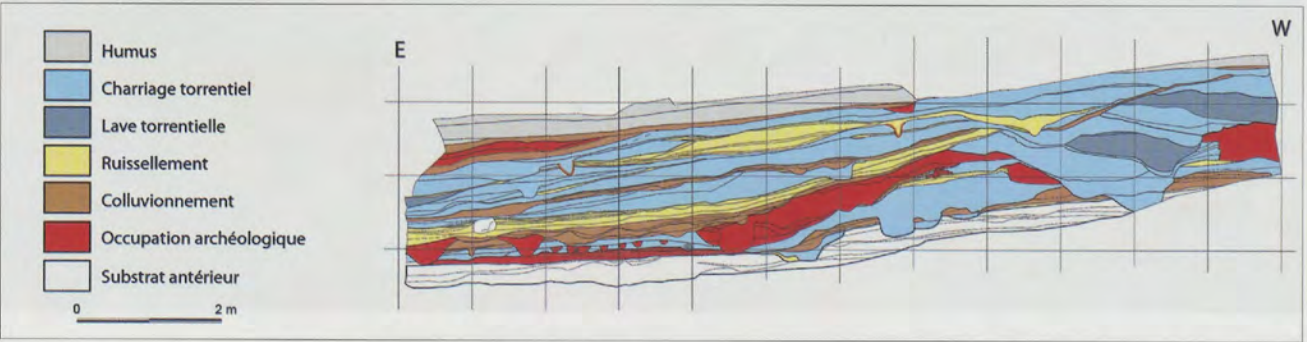 Humus
Charriage torrentiel
Lave torrentielle
Ruissellement
Colluvionnement
Occupation archéologique
Substrat antérieur
0 2 m
E
W